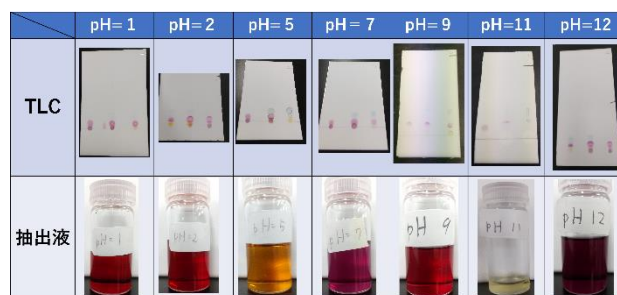 pH=1 pH=2 pH=5 pH=7 pH=9 pH=11 pH=12
TLC
抽出液
pH=1 pH=2 pH=5 pH=7 pH 9 pH 11 pH 12